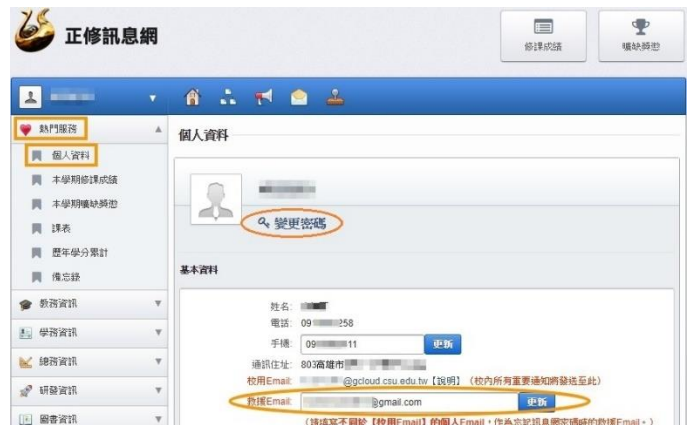 正修訊息網
修課成績
曠缺獎懲
熱門服務
個人資料
個人資料
本學期修課成績
本學期曠缺獎懲
變更密碼
課表
歷年學分累計
備忘錄
基本資料
教務資訊
姓名:
電話: 09 258
學務資訊
手機: 09 11 更新
總務資訊
通訊住址: 803高雄市
校用Email: @gcloud.csu.edu.tw【說明】(校內所有重要通知將發送至此)
研發資訊
救援Email: @gmail.com 更新
圖書資訊
(請填寫不同於【校用Email】的個人Email,作為忘記訊息網密碼時的救援Email。)